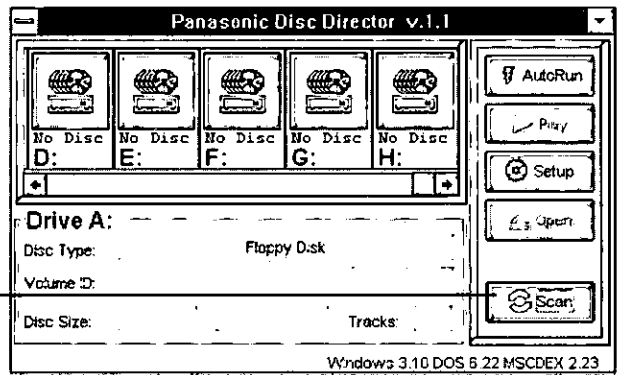 Panasonic Disc Director v.1.1
No Disc No Disc No Disc No Disc No Disc
D: E: F: G: H:
AutoRun
Play
Setup
Open
Scan
Drive A:
Disc Type: Floppy Disk
Volume ID:
Disc Size: Tracks:
Windows 3.10 DOS 6.22 MSCDEX 2.23